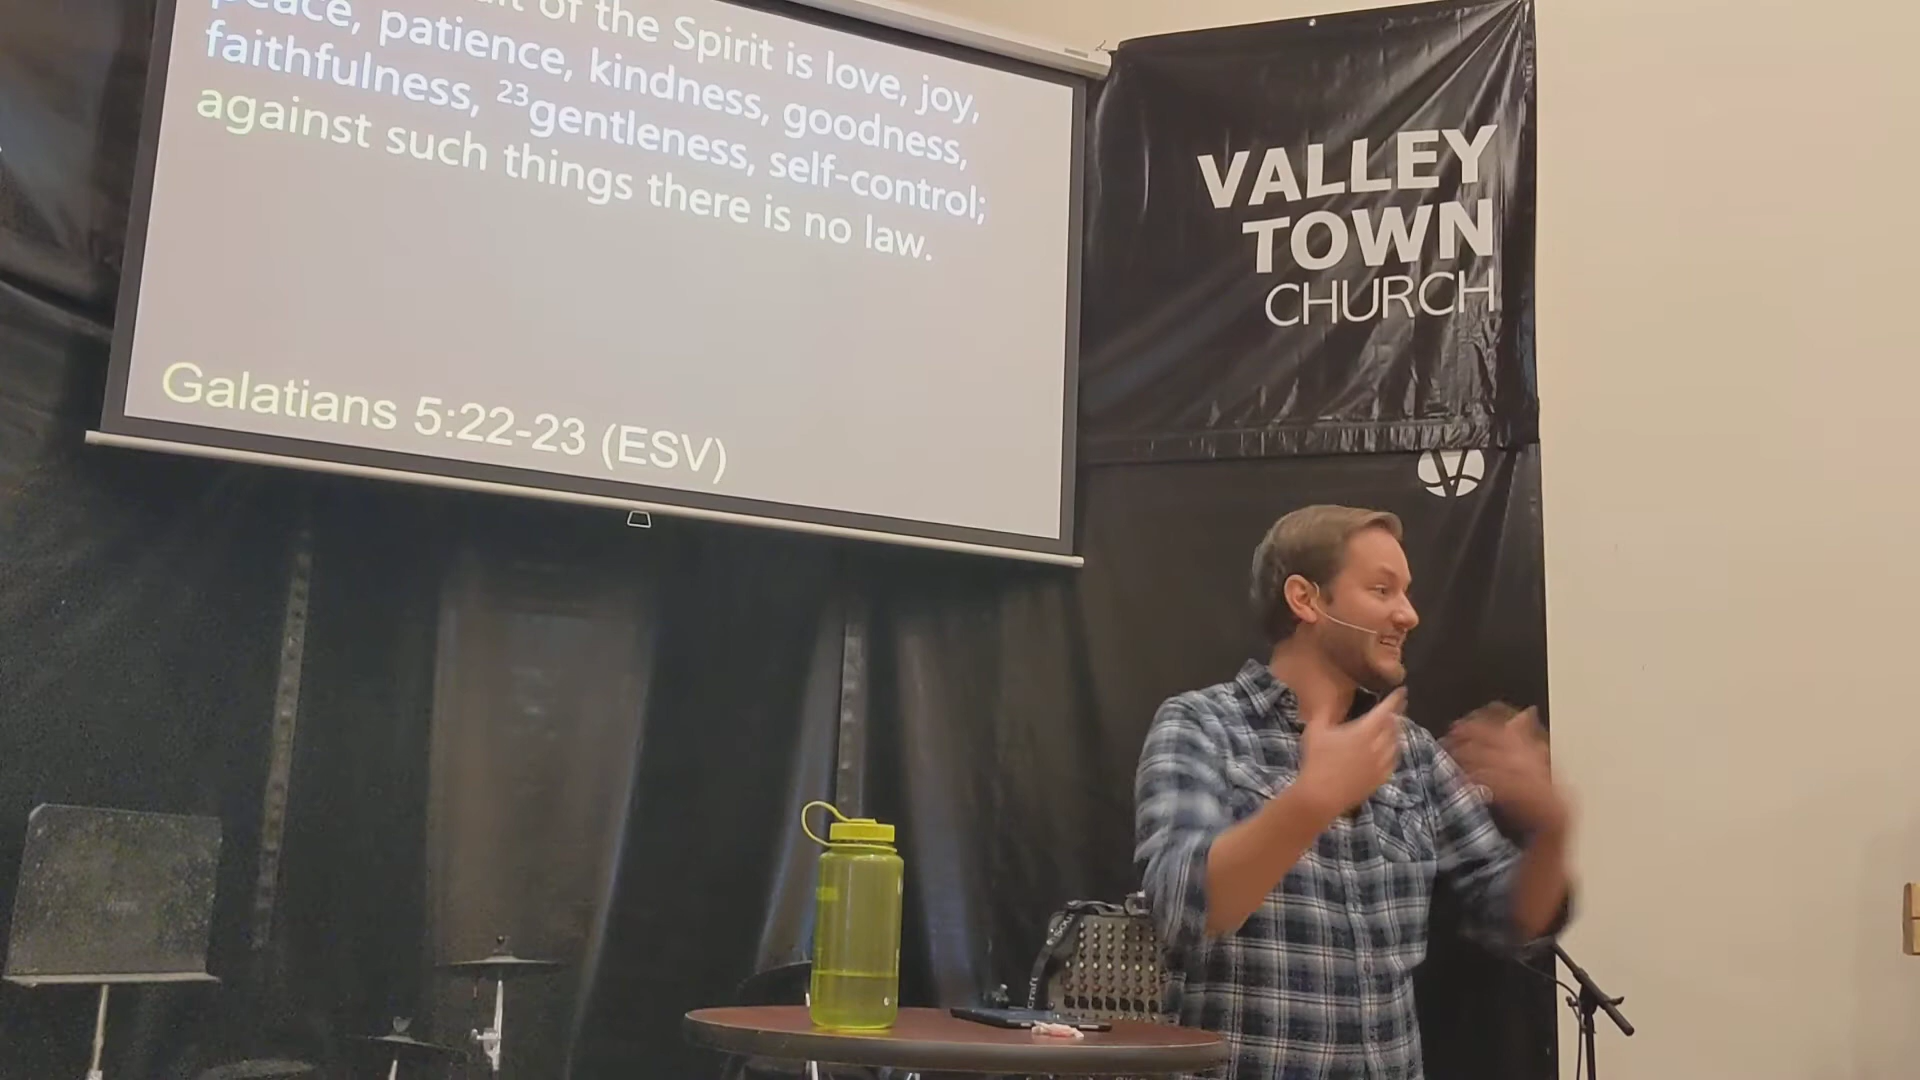 of the Spirit is love, joy,
peace, patience, kindness, goodness,
faithfulness, 23gentleness, self-control;
against such things there is no law.
Galatians 5:22-23 (ESV)
VALLEY
TOWN
CHURCH